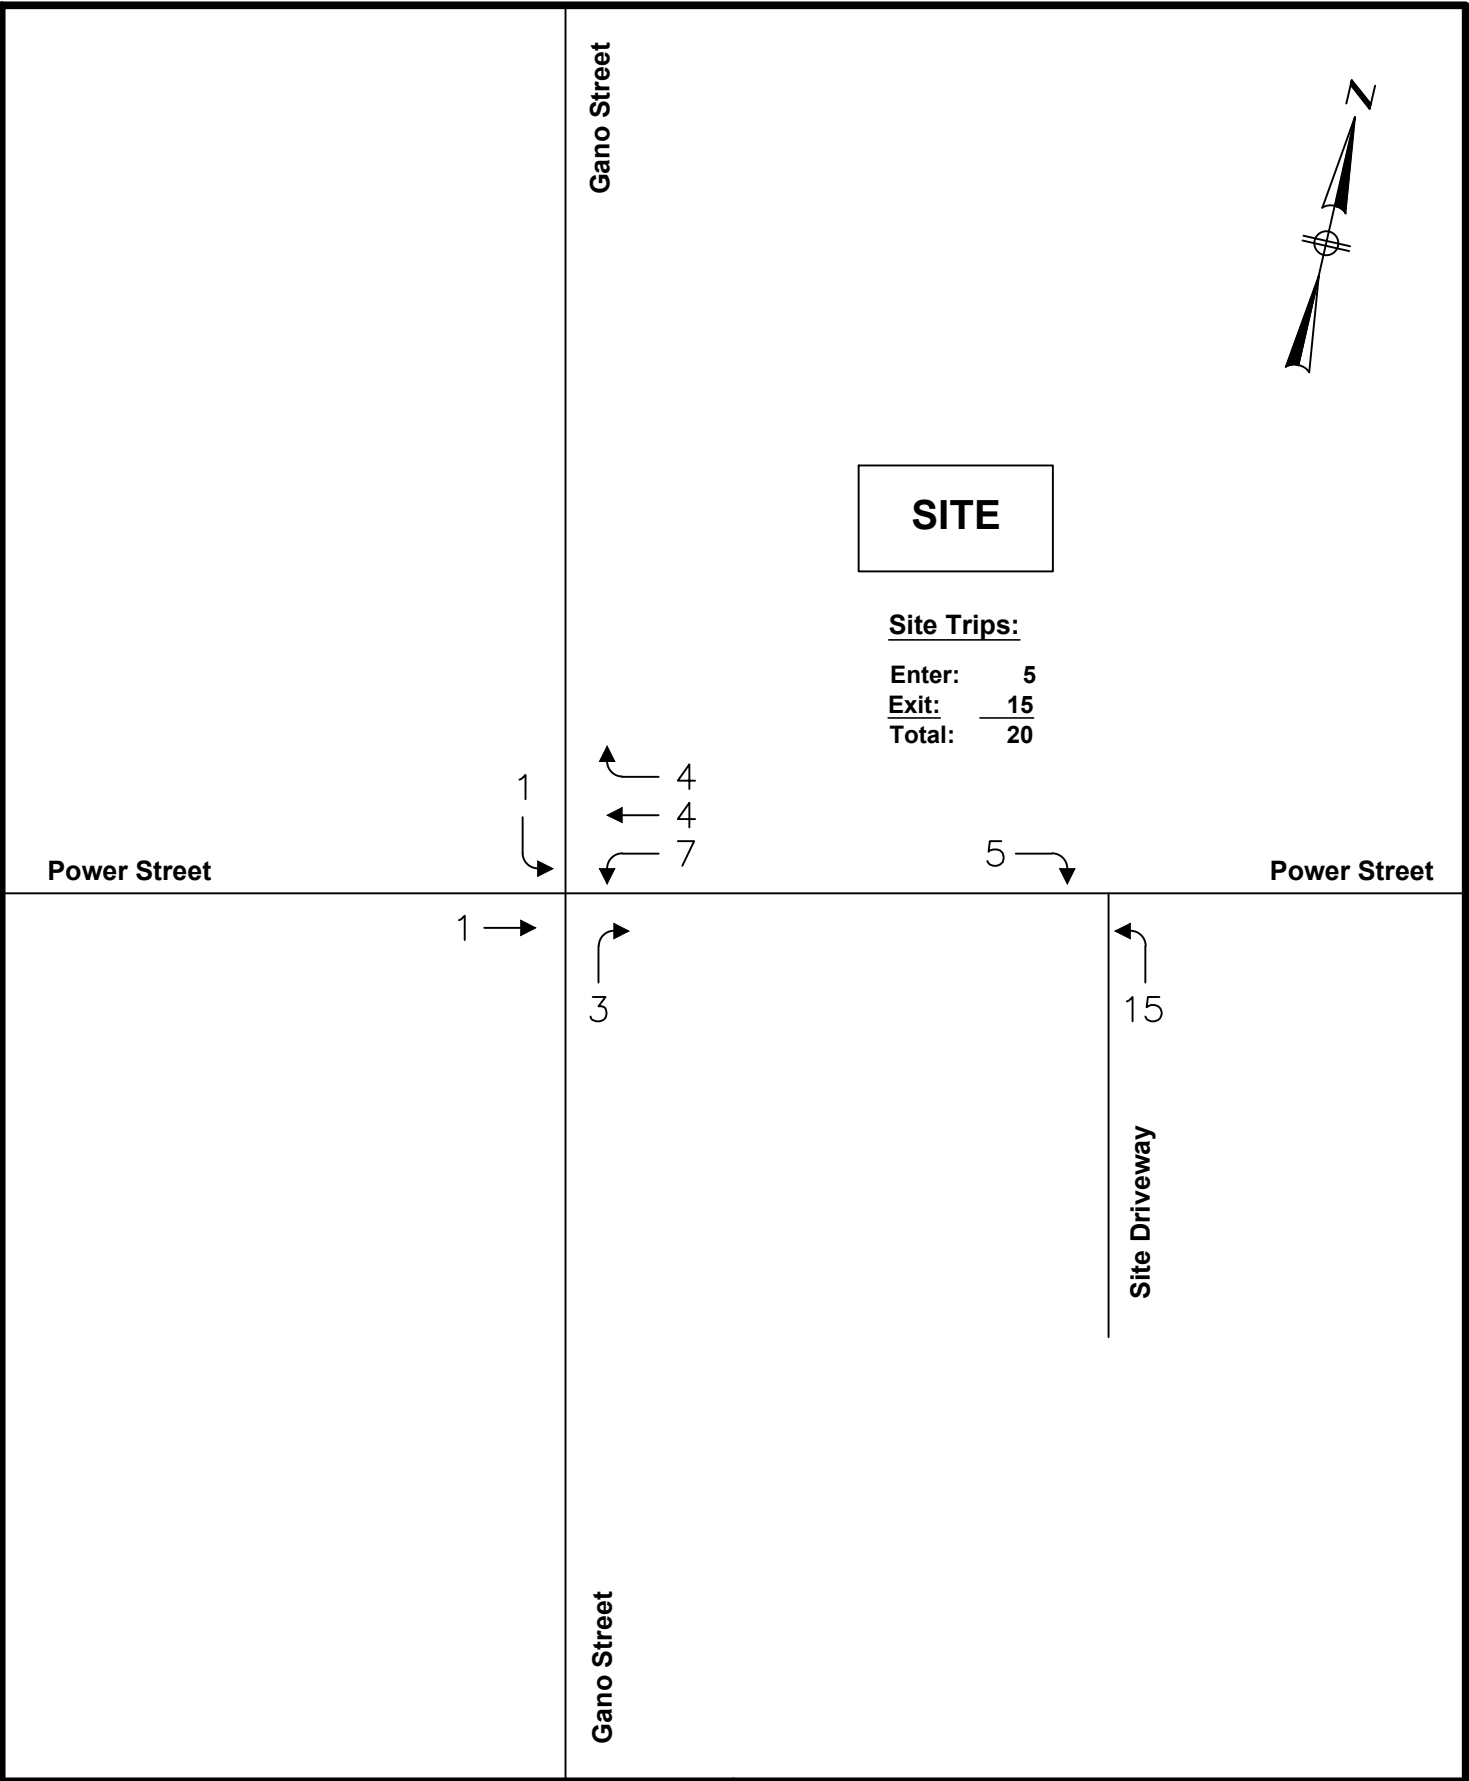 Gano Street
N
SITE
Site Trips:
Enter: 5
Exit: 15
Total: 20
1
4
4
7
5
Power Street
Power Street
1
3
15
Site Driveway
Gano Street